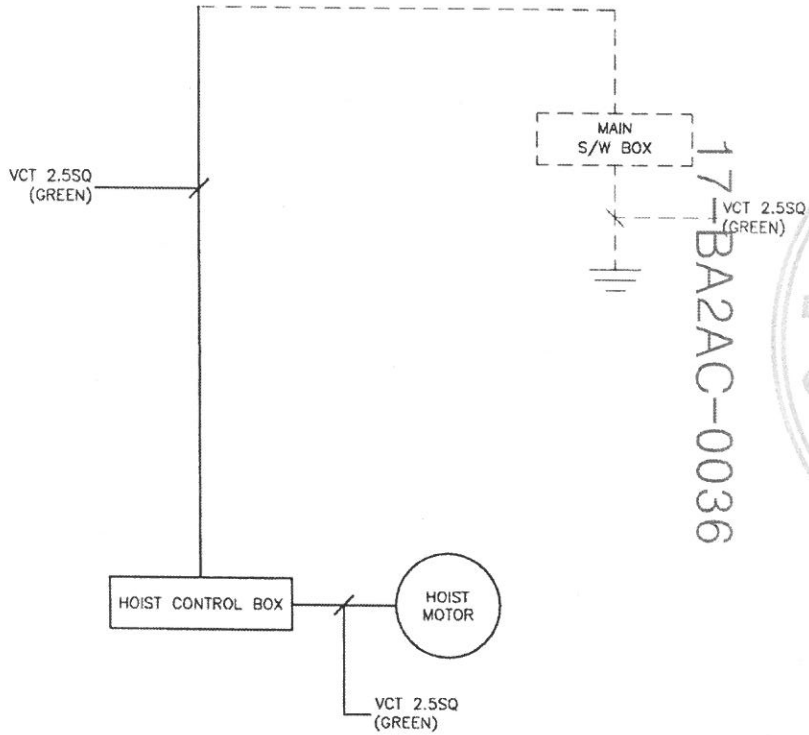 MAIN
S/W BOX
VCT 2.5SQ
(GREEN)
VCT 2.5SQ
(GREEN)
17-BA2AC-0036
HOIST CONTROL BOX
HOIST
MOTOR
VCT 2.5SQ
(GREEN)